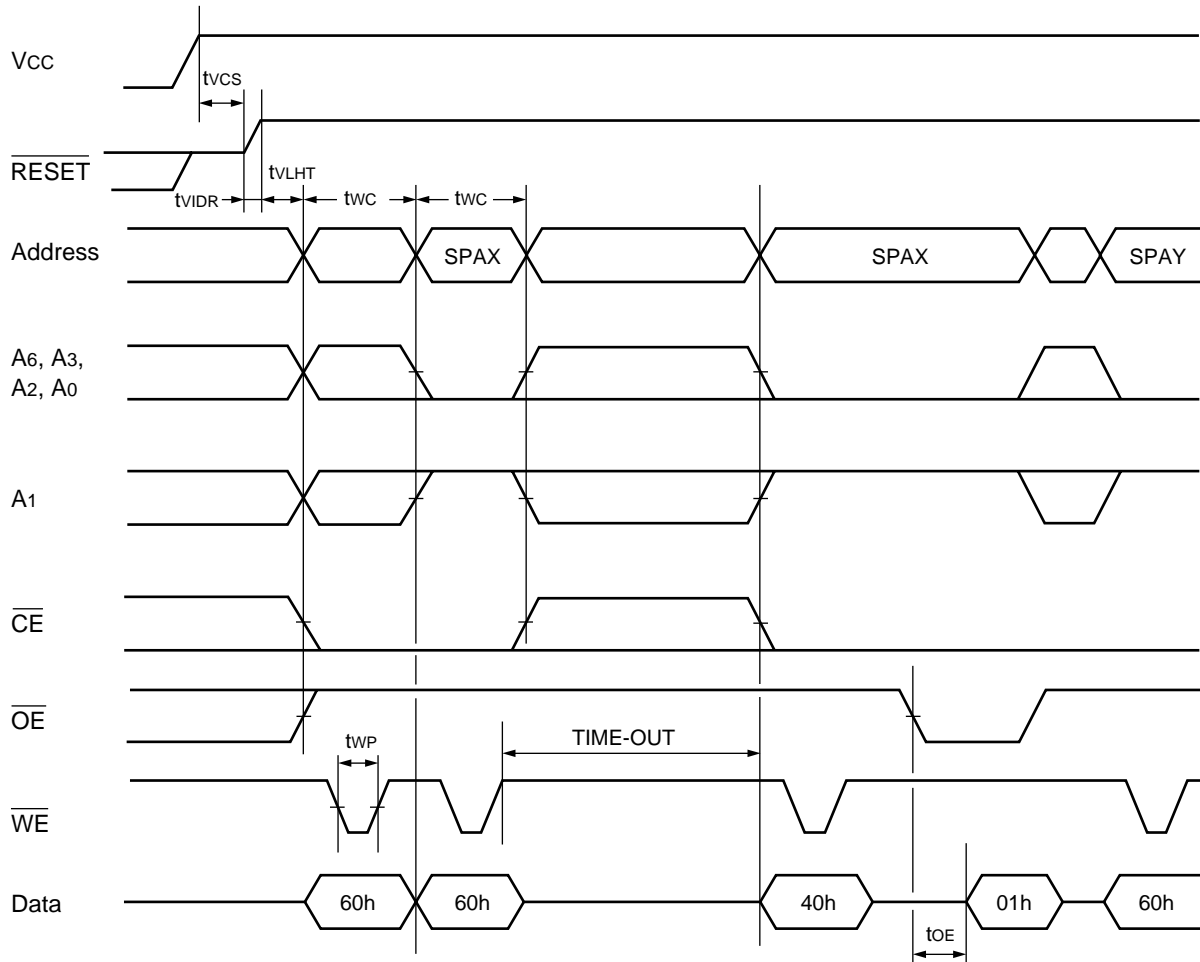 VCC
tVCS
RESET
tVLHT
tVIDR
tWC
tWC
Address
SPAX
SPAX
SPAY
A6, A3,
A2, A0
A1
CE
OE
tWP
TIME-OUT
WE
Data
60h
60h
40h
01h
60h
tOE